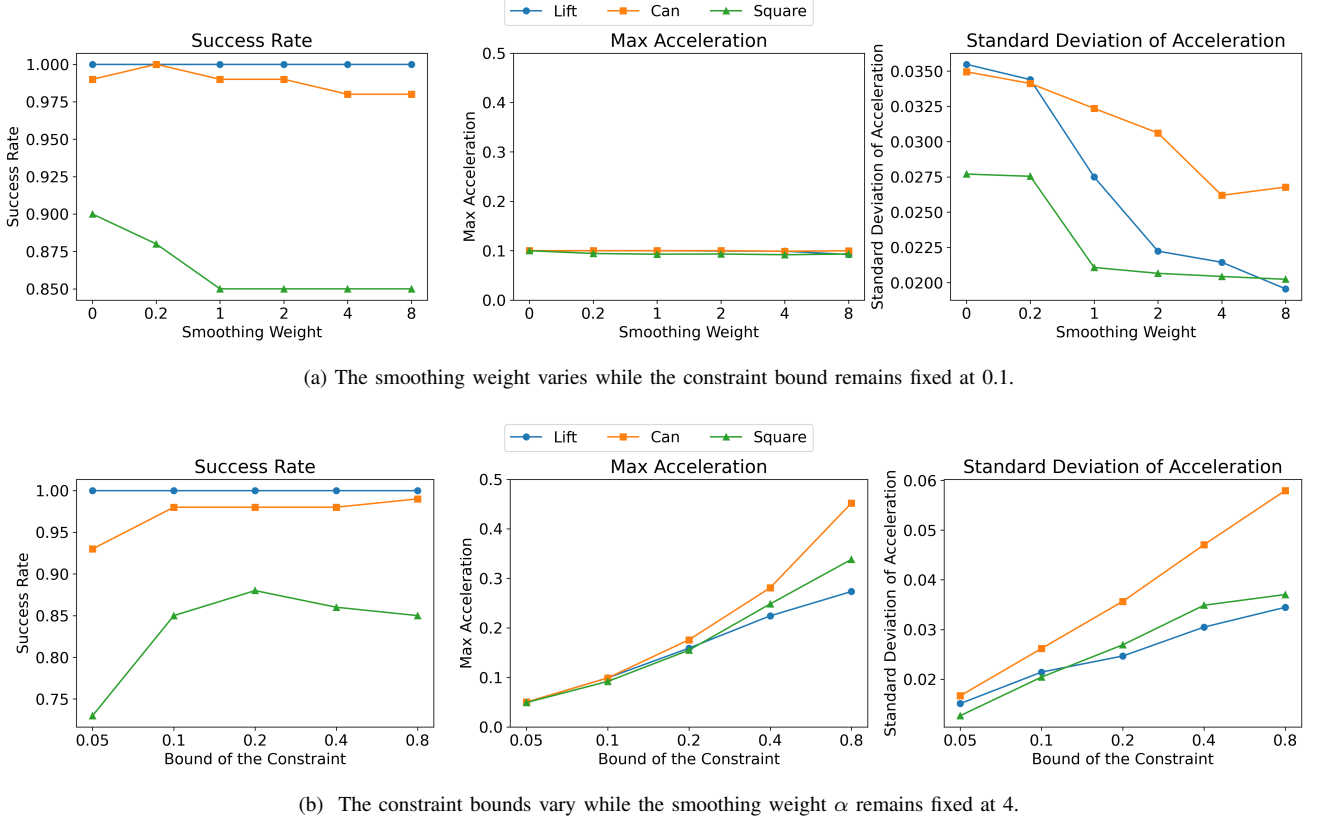 Lift Can Square
Success Rate
Success Rate
1.000
0.975
0.950
0.925
0.900
0.875
0.850
0 0.2 1 2 4 8
Smoothing Weight
Max Acceleration
Max Acceleration
0.5
0.4
0.3
0.2
0.1
0.0
0 0.2 1 2 4 8
Smoothing Weight
Standard Deviation of Acceleration
Standard Deviation of Acceleration
0.0350
0.0325
0.0300
0.0275
0.0250
0.0225
0.0200
0 0.2 1 2 4 8
Smoothing Weight
(a) The smoothing weight varies while the constraint bound remains fixed at 0.1.
Lift Can Square
Success Rate
Success Rate
1.00
0.95
0.90
0.85
0.80
0.75
0.05 0.1 0.2 0.4 0.8
Bound of the Constraint
Max Acceleration
Max Acceleration
0.5
0.4
0.3
0.2
0.1
0.0
0.05 0.1 0.2 0.4 0.8
Bound of the Constraint
Standard Deviation of Acceleration
Standard Deviation of Acceleration
0.06
0.05
0.04
0.03
0.02
0.05 0.1 0.2 0.4 0.8
Bound of the Constraint
(b) The constraint bounds vary while the smoothing weight α remains fixed at 4.